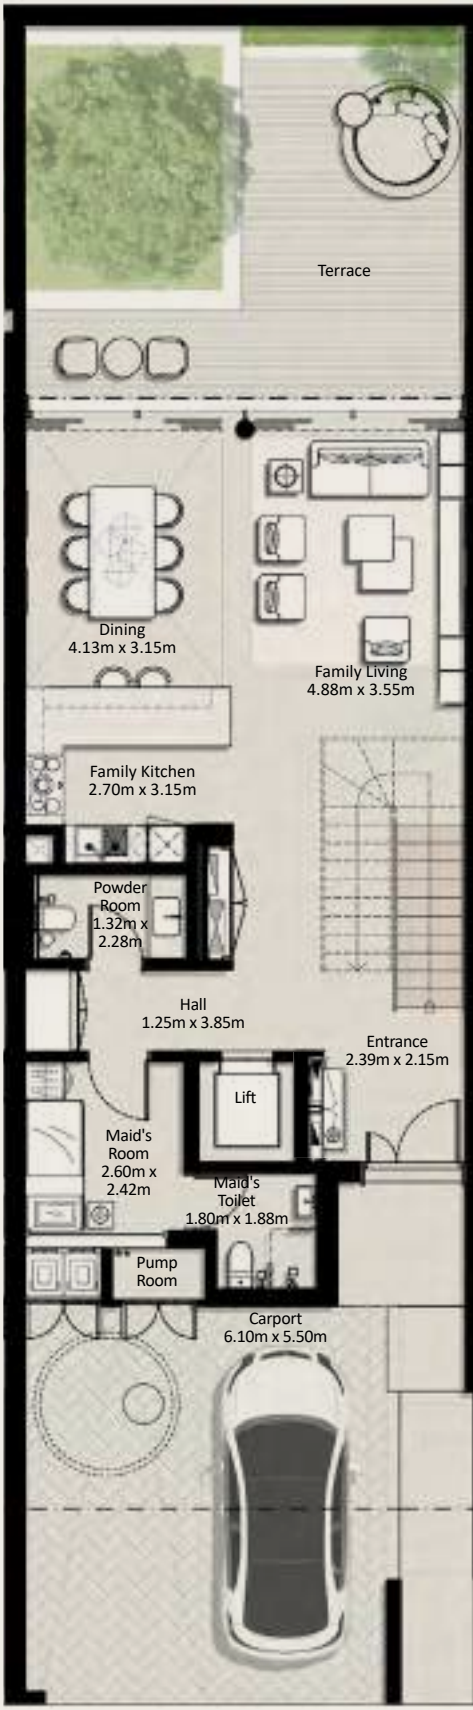 Terrace
Dining
4.13m x 3.15m
Family Living
4.88m x 3.55m
Family Kitchen
2.70m x 3.15m
Powder
Room
1.32m x
2.28m
Hall
1.25m x 3.85m
Entrance
2.39m x 2.15m
Lift
Maid's
Room
2.60m x
2.42m
Maid's
Toilet
1.80m x 1.88m
Pump
Room
Carport
6.10m x 5.50m